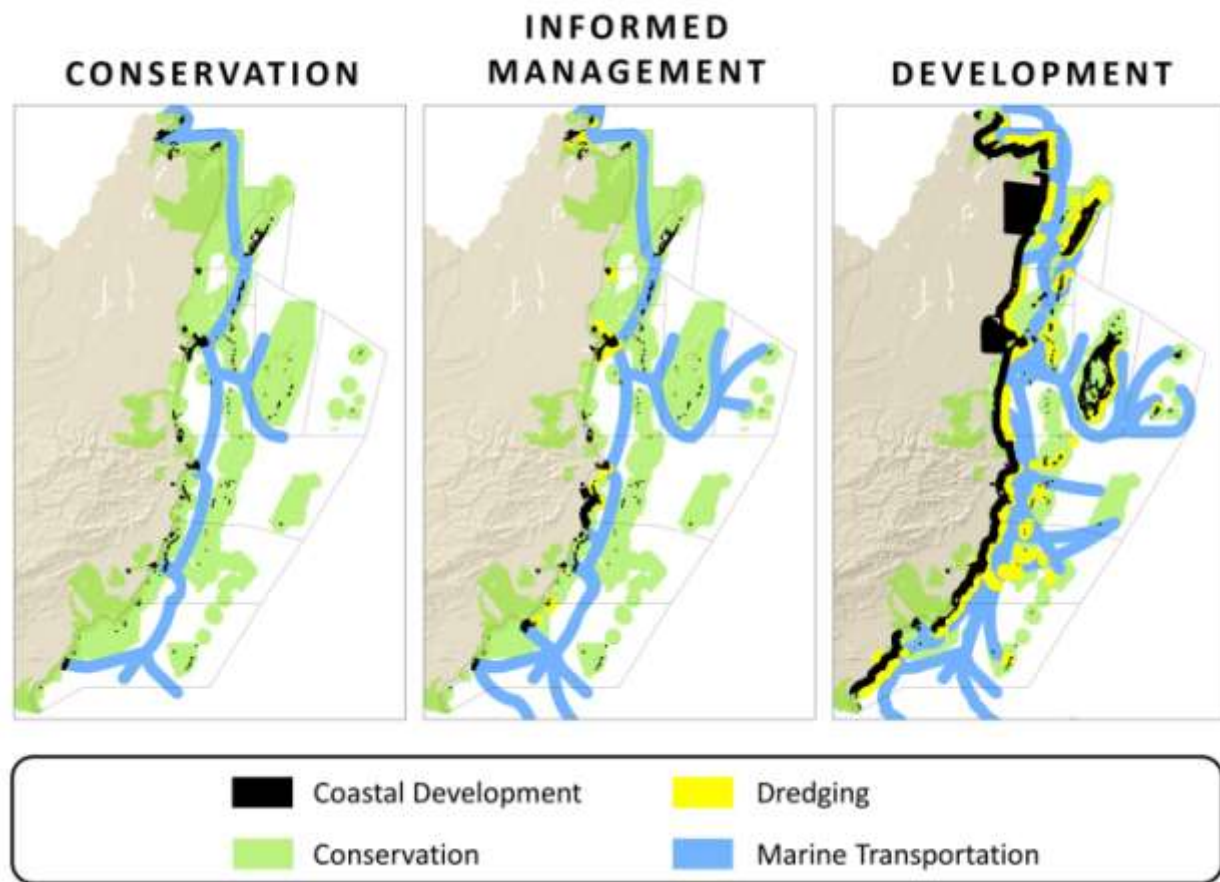 CONSERVATION
INFORMED
MANAGEMENT
DEVELOPMENT
Coastal Development
Dredging
Conservation
Marine Transportation